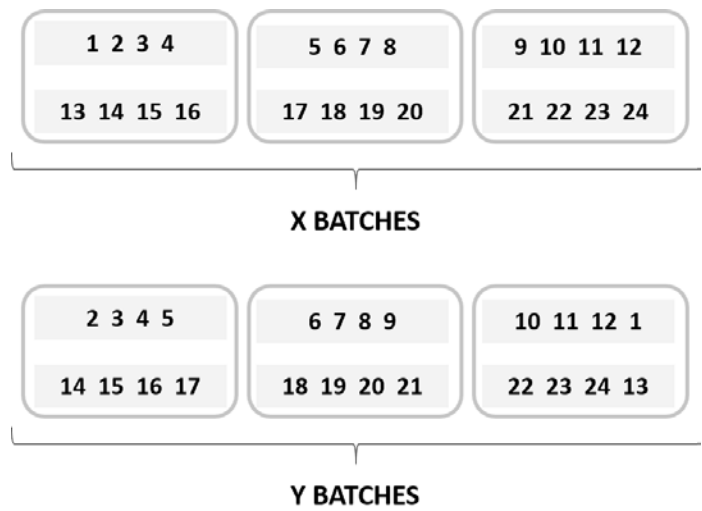 1 2 3 4 5 6 7 8 9 10 11 12
13 14 15 16 17 18 19 20 21 22 23 24
X BATCHES
2 3 4 5 6 7 8 9 10 11 12 1
14 15 16 17 18 19 20 21 22 23 24 13
Y BATCHES